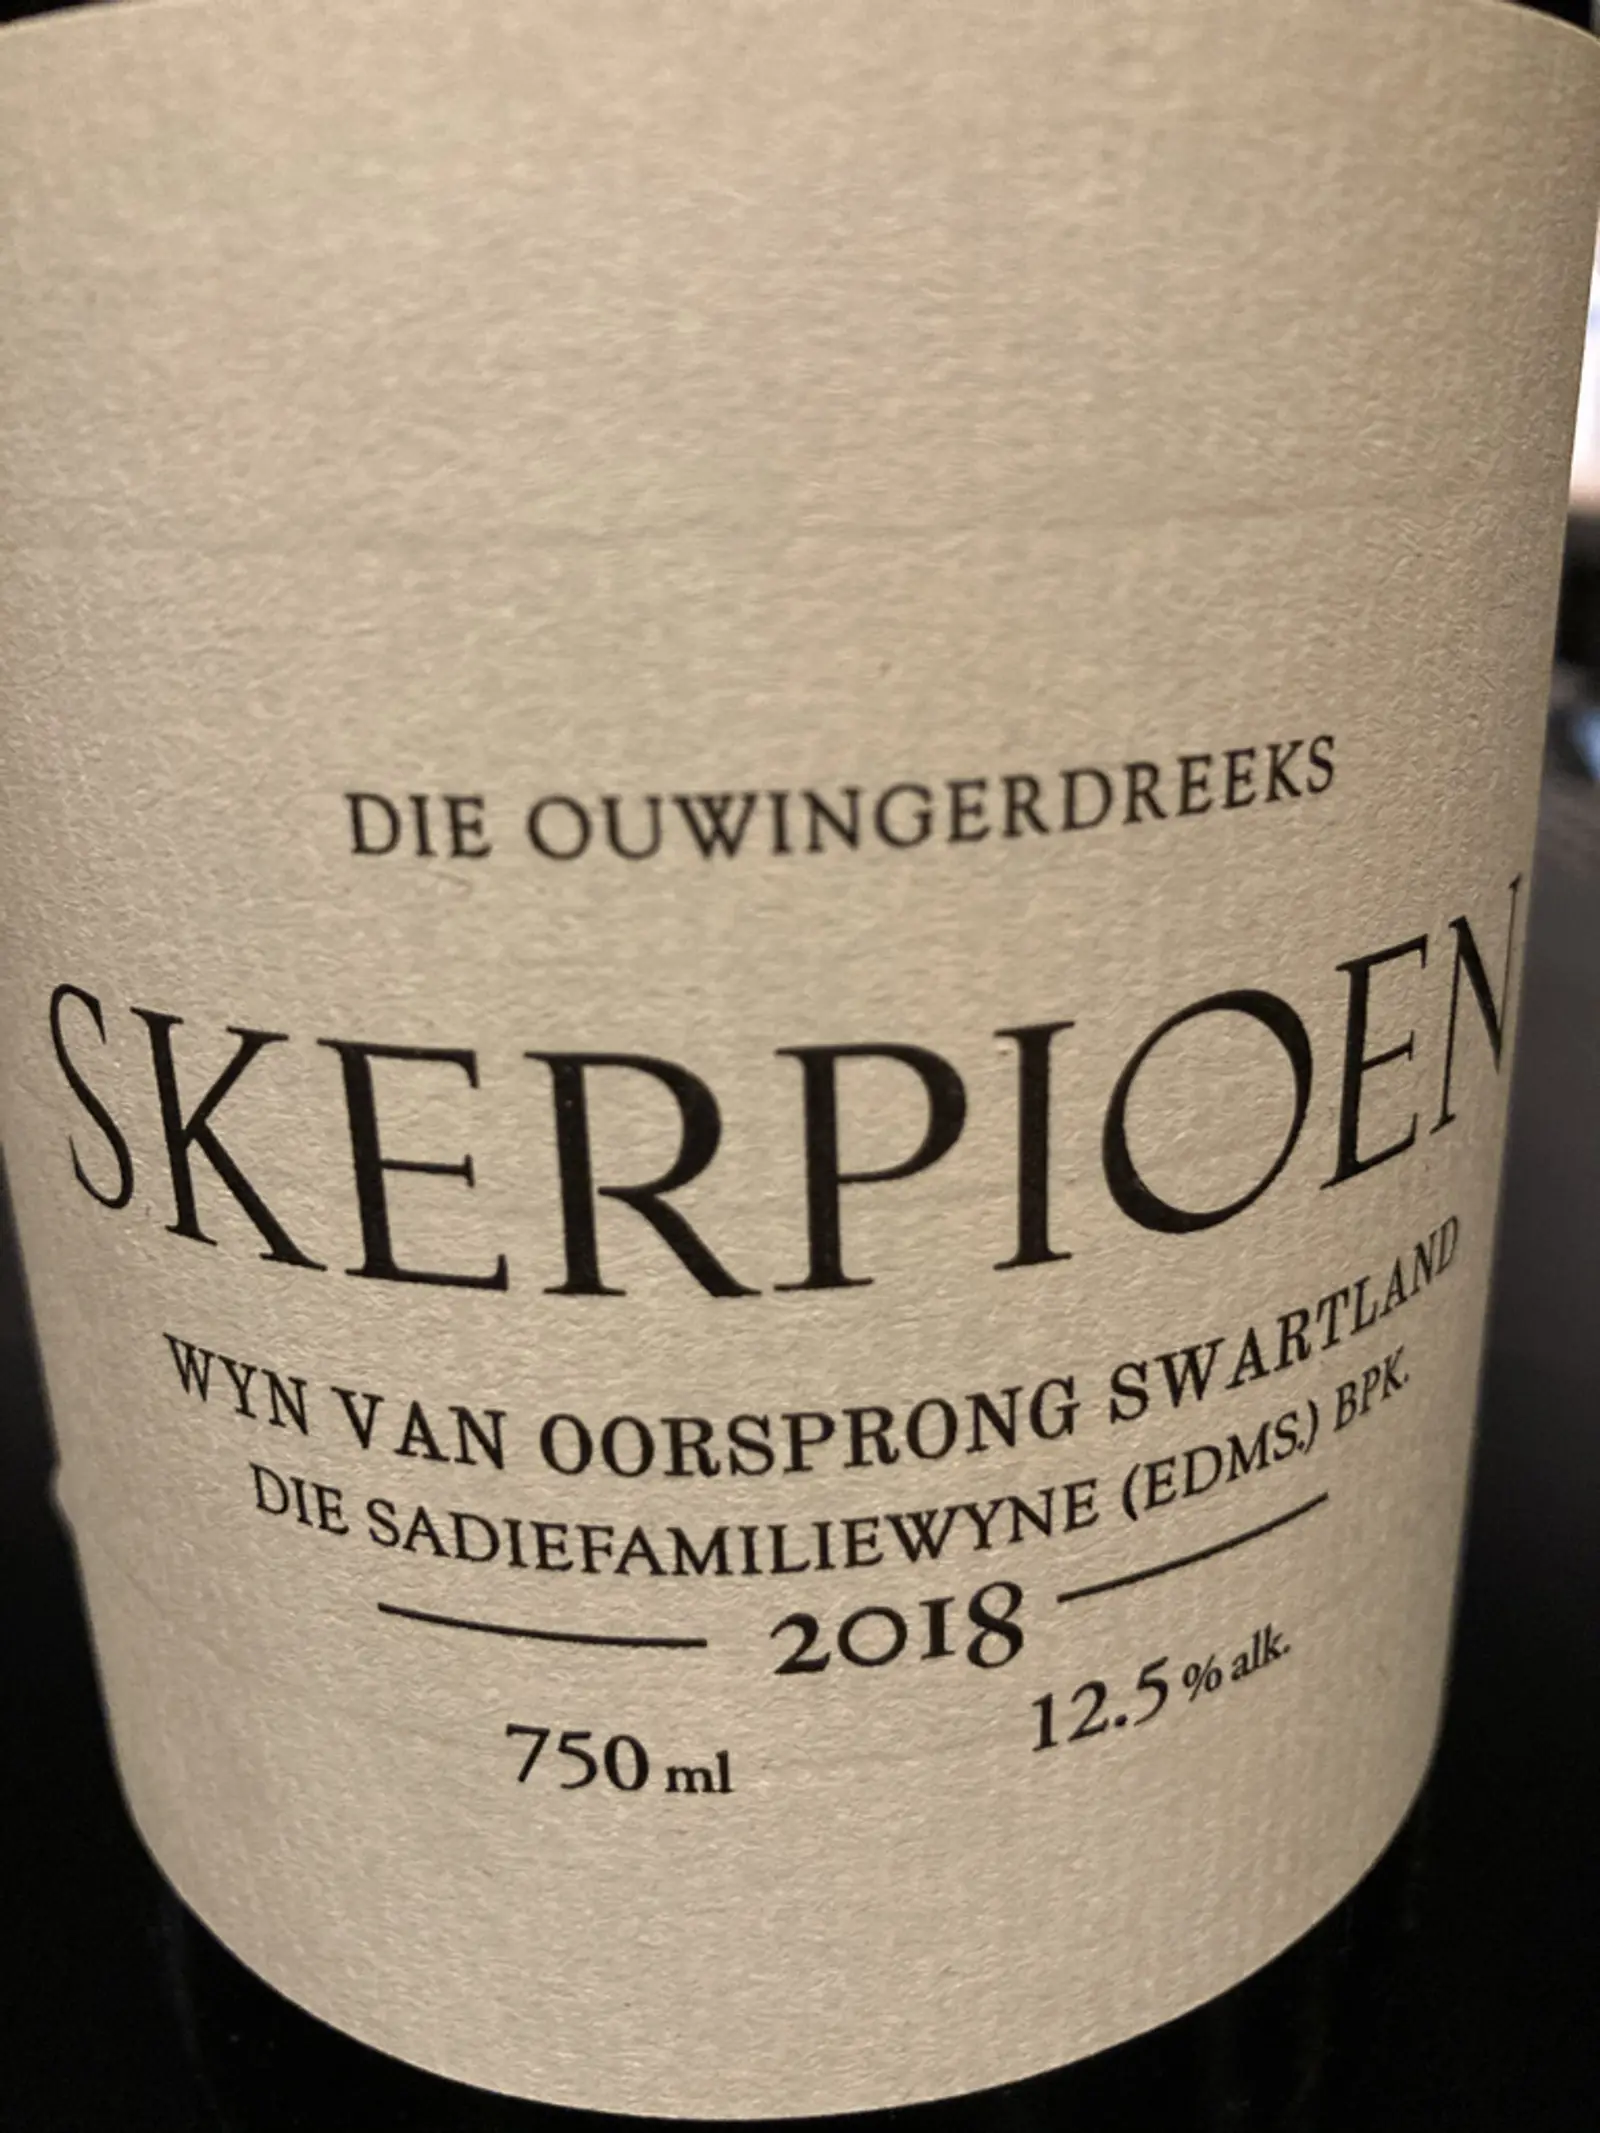 DIE OUWINGERDREEKS
SKERPIOEN
WYN VAN OORSPRONG SWARTLAND
DIE SADIEFAMILIEWYNE (EDMS.) BPK.
2018
750 ml 12.5 % alk.